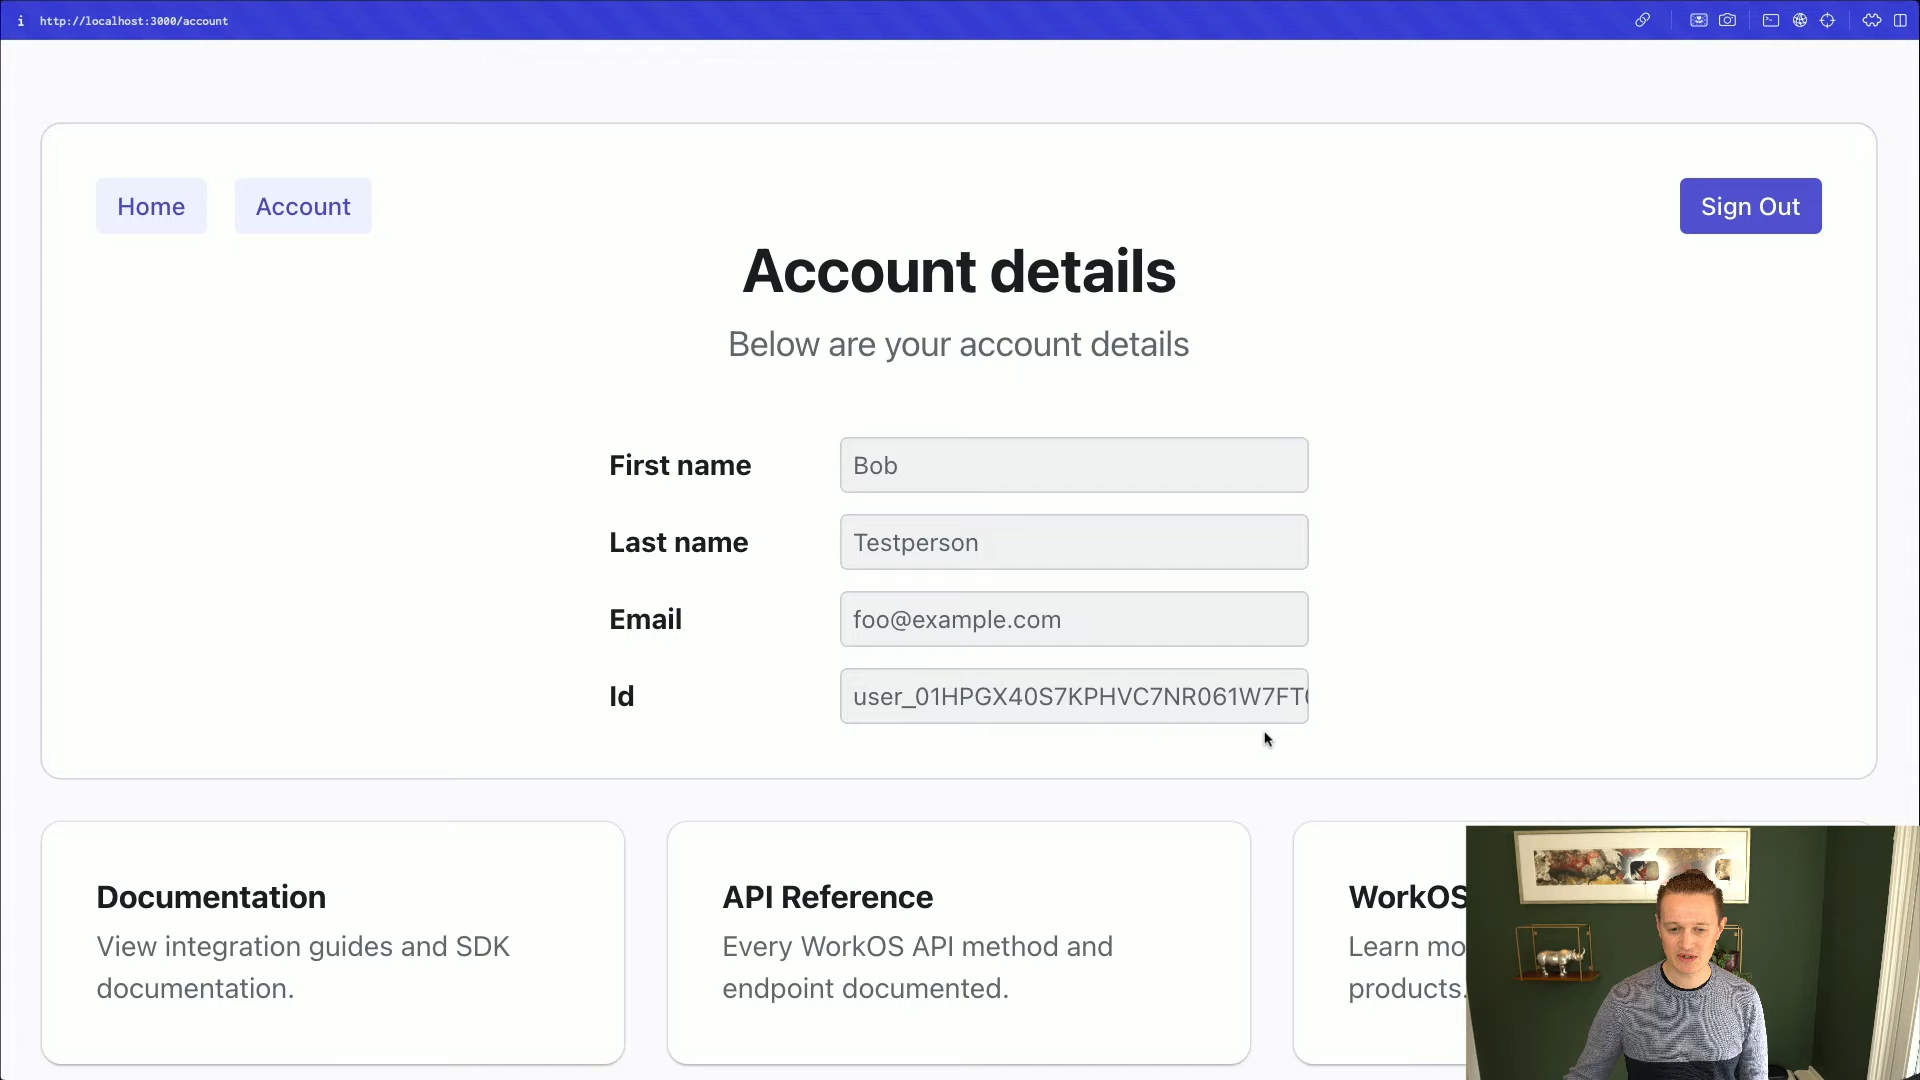 i http://localhost:3000/account
Home Account Sign Out
Account details
Below are your account details
First name Bob
Last name Testperson
Email foo@example.com
Id user_01HPGX40S7KPHVC7NR061W7FT
Documentation
View integration guides and SDK
documentation.
API Reference
Every WorkOS API method and
endpoint documented.
WorkOS
Learn mo
products.